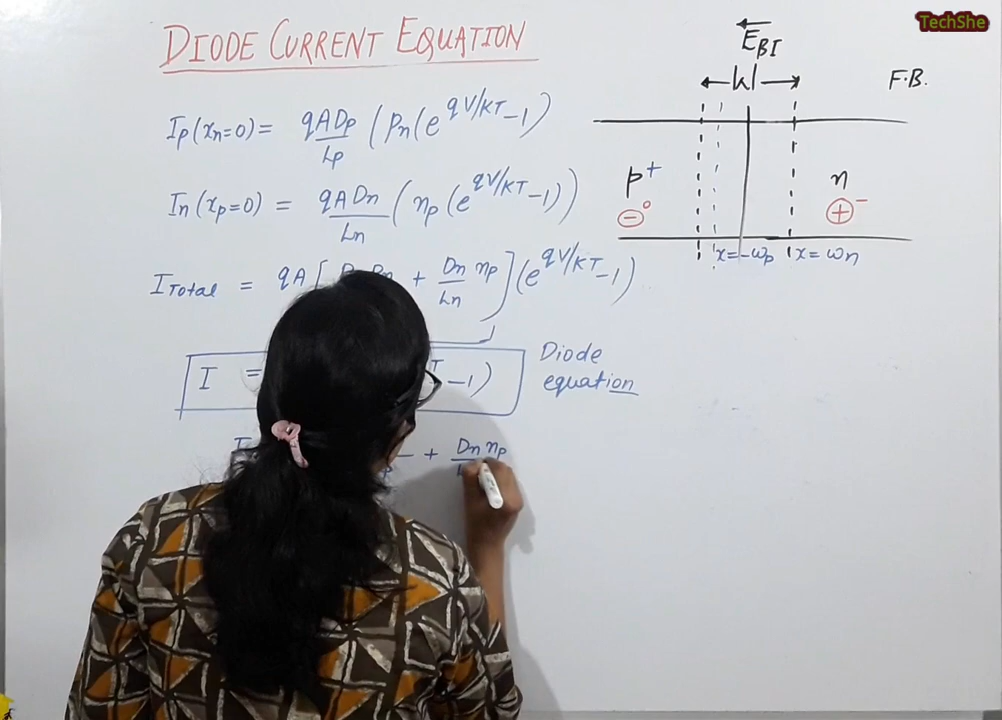 TechShe
DIODE CURRENT EQUATION
Ip(xn=0) = qADp/Lp (Pn(e^qV/KT -1)
In(xp=0) = qADn/Ln (np(e^qV/KT -1))
ITotal = qA[ + Dn/Ln np](e^qV/KT -1)
I = -1)
Diode
equation
+ Dn np
E BI
W
F.B.
p+
n
x=-wp x=wn